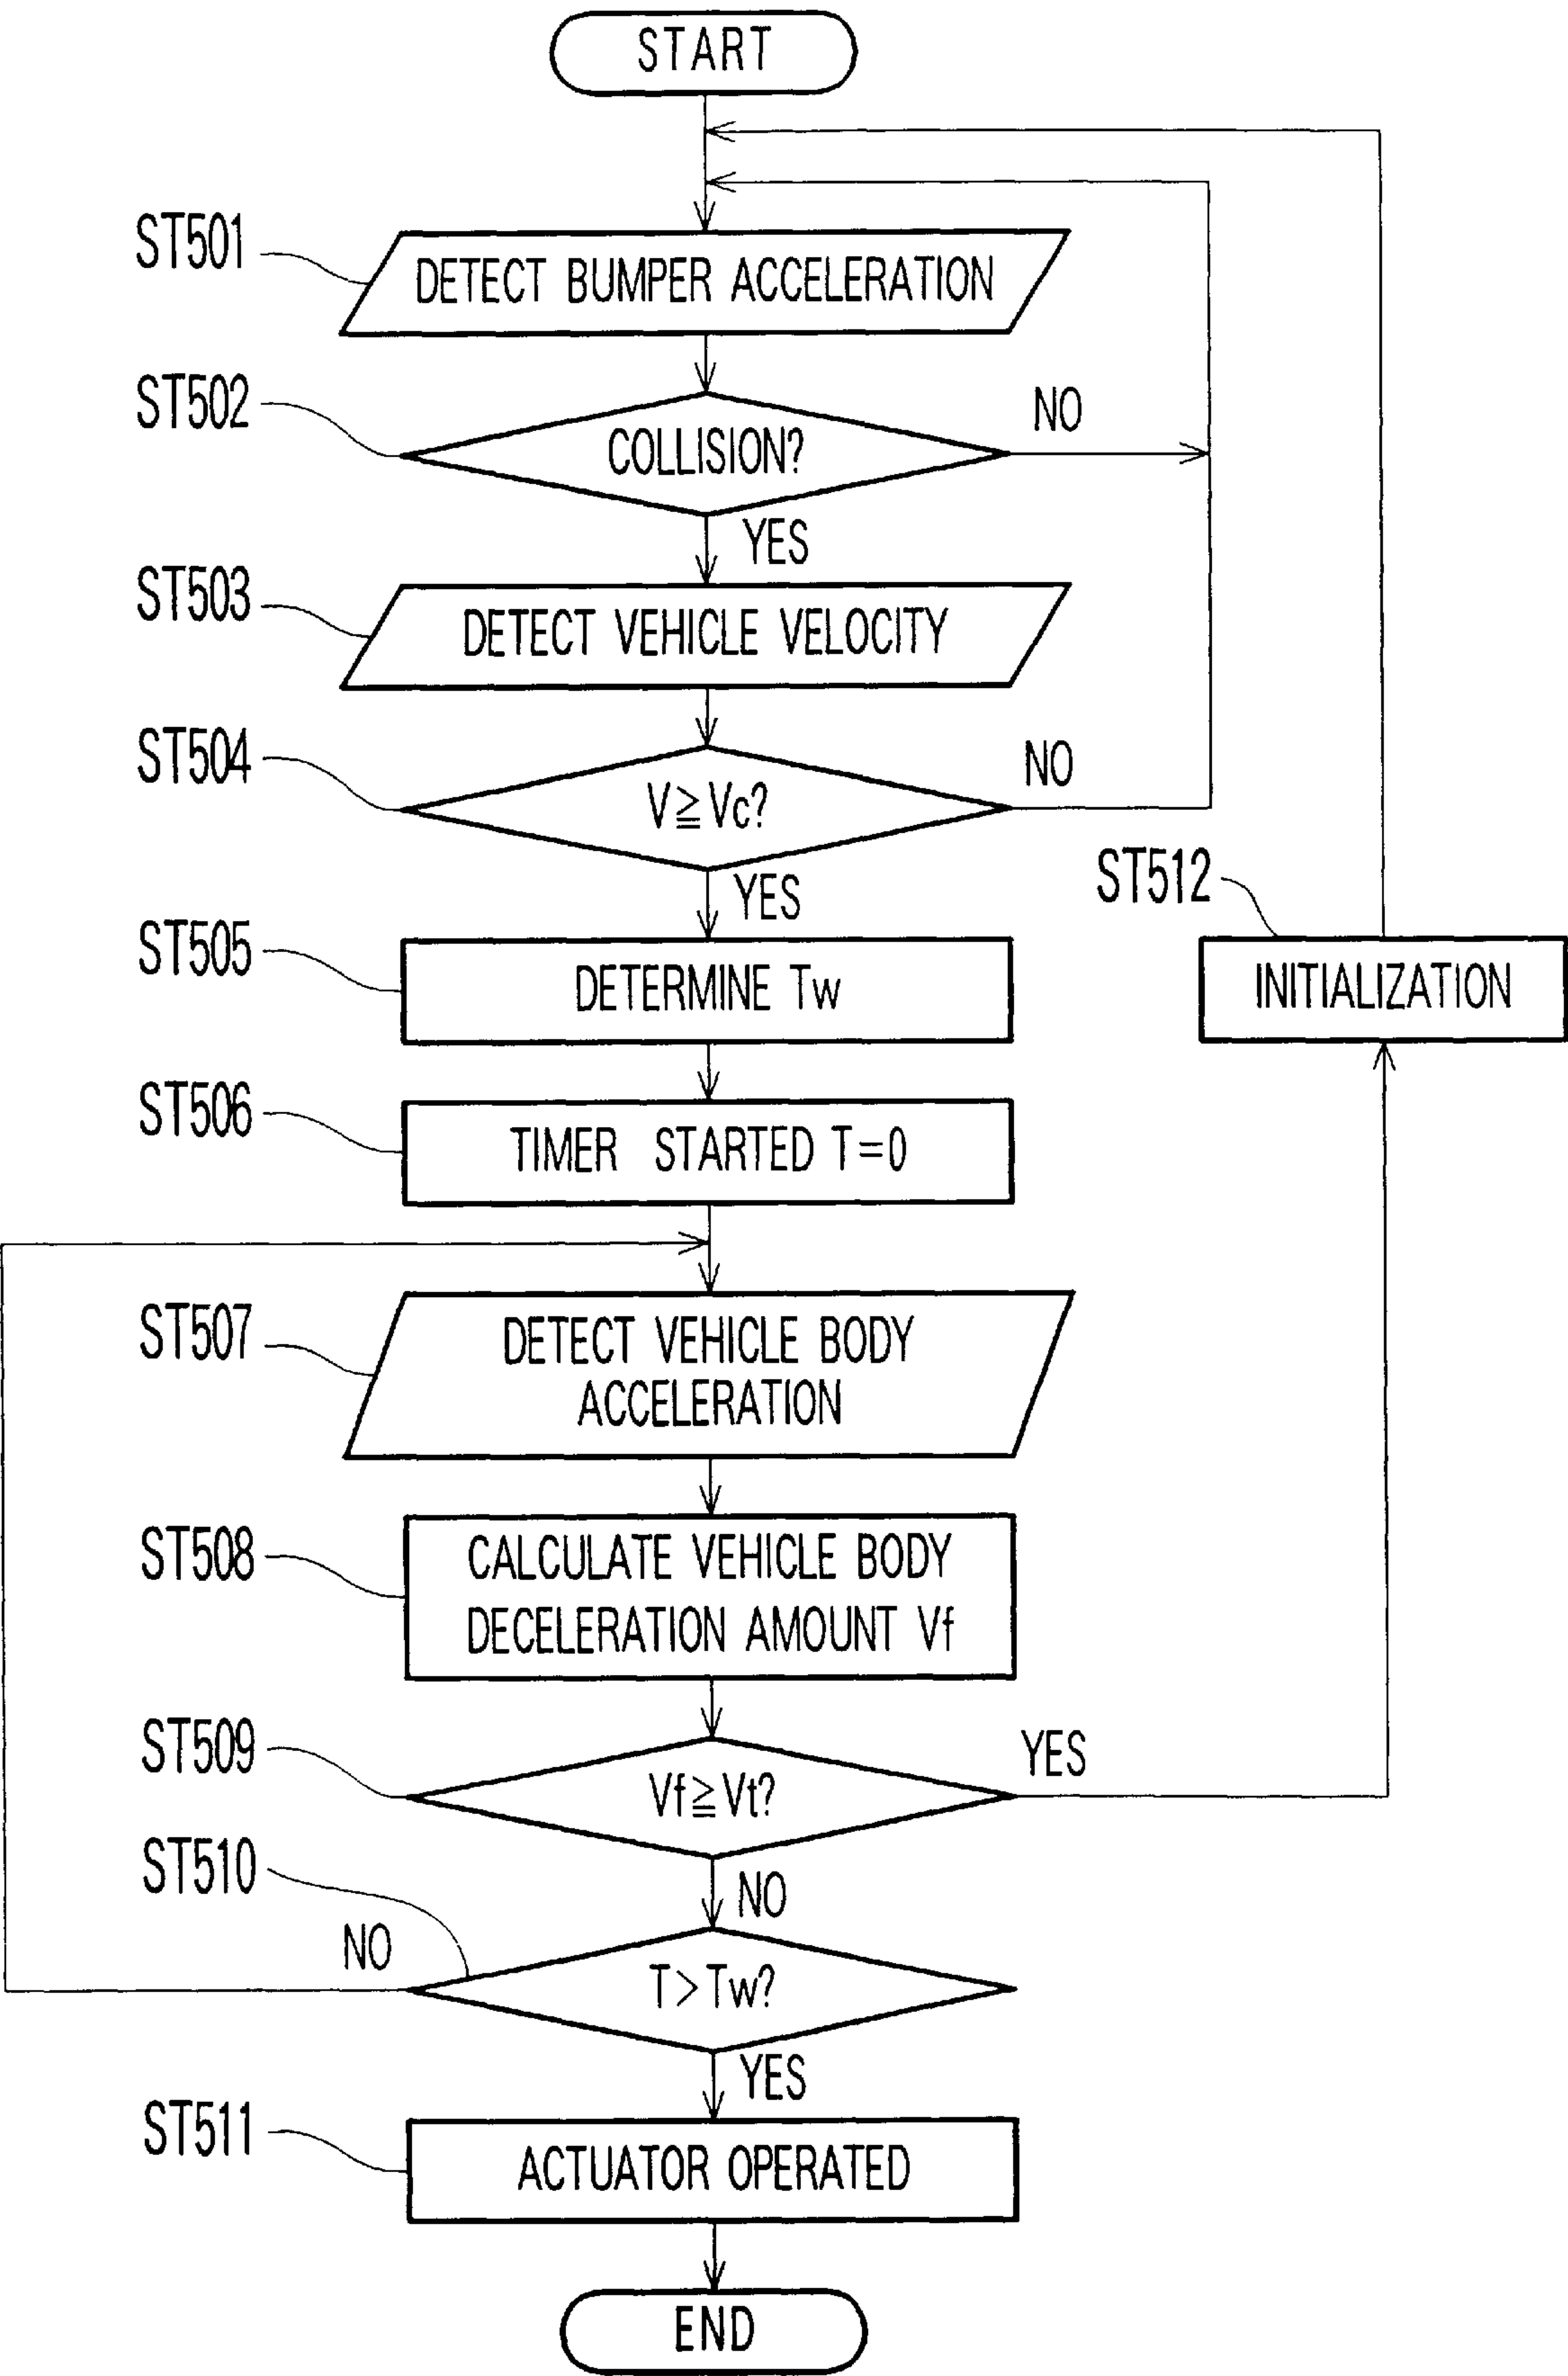 START
ST501
DETECT BUMPER ACCELERATION
ST502
COLLISION?
NO
YES
ST503
DETECT VEHICLE VELOCITY
ST504
V≧Vc?
NO
YES
ST505
DETERMINE Tw
ST512
INITIALIZATION
ST506
TIMER STARTED T=0
ST507
DETECT VEHICLE BODY
ACCELERATION
ST508
CALCULATE VEHICLE BODY
DECELERATION AMOUNT Vf
ST509
Vf≧Vt?
YES
NO
ST510
NO
T>Tw?
YES
ST511
ACTUATOR OPERATED
END